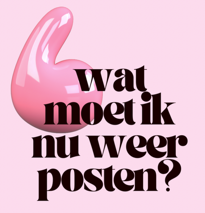 wat
moet ik
nu weer
posten?